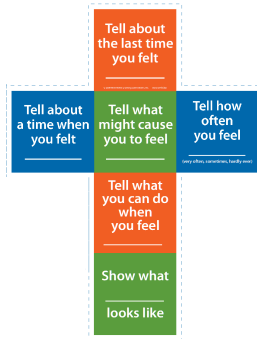 Tell about
the last time
you felt
Tell about
a time when
you felt
Tell what
might cause
you to feel
Tell how
often
you feel
(very often, sometimes, hardly ever)
Tell what
you can do
when
you feel
Show what
looks like